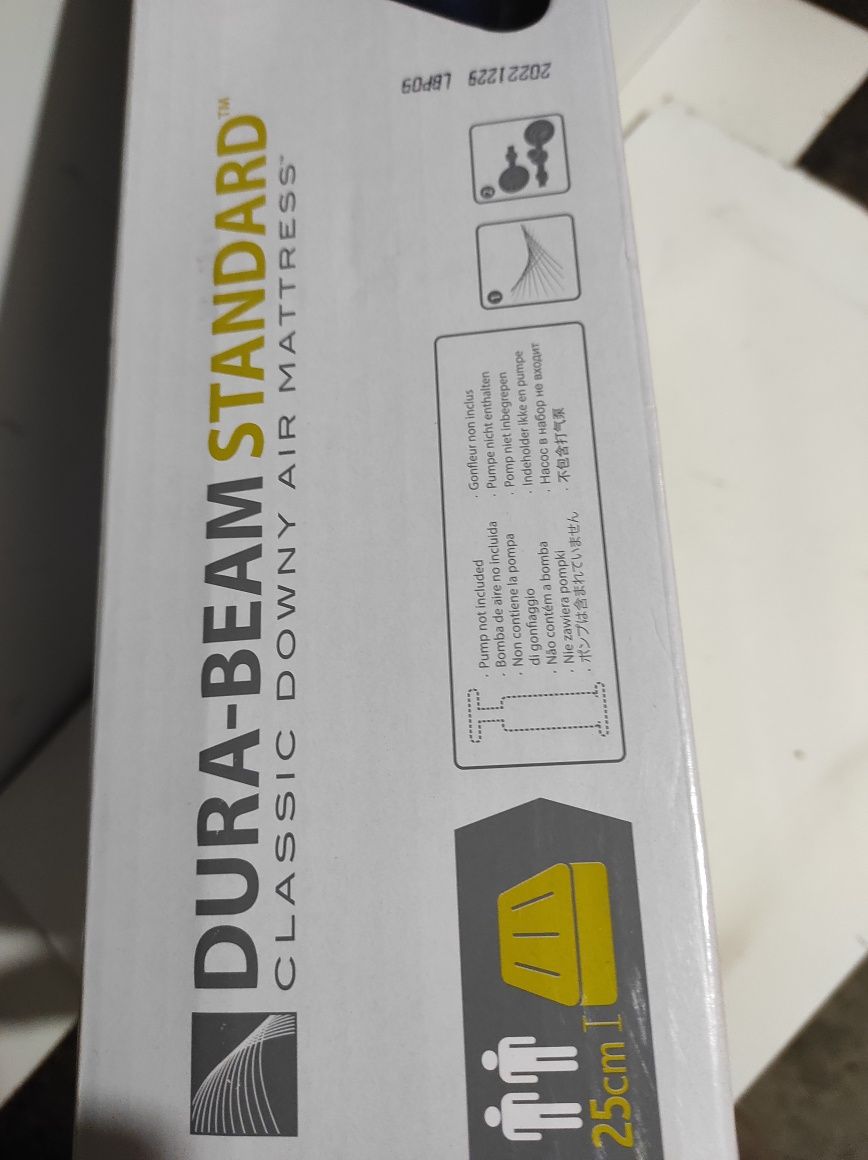 DURA-BEAM STANDARD™
CLASSIC DOWNY AIR MATTRESS™
25cm
· Pump not included
· Bomba de aire no incluida
· Non contiene la pompa
di gonfiaggio
· Não contém a bomba
· Nie zawiera pompki
· ポンプは含まれていません
· Gonfleur non inclus
· Pumpe nicht enthalten
· Pomp niet inbegrepen
· Indeholder ikke en pumpe
· Насос в набор не входит
· 不包含打气泵
1
2
20221229 LBP09